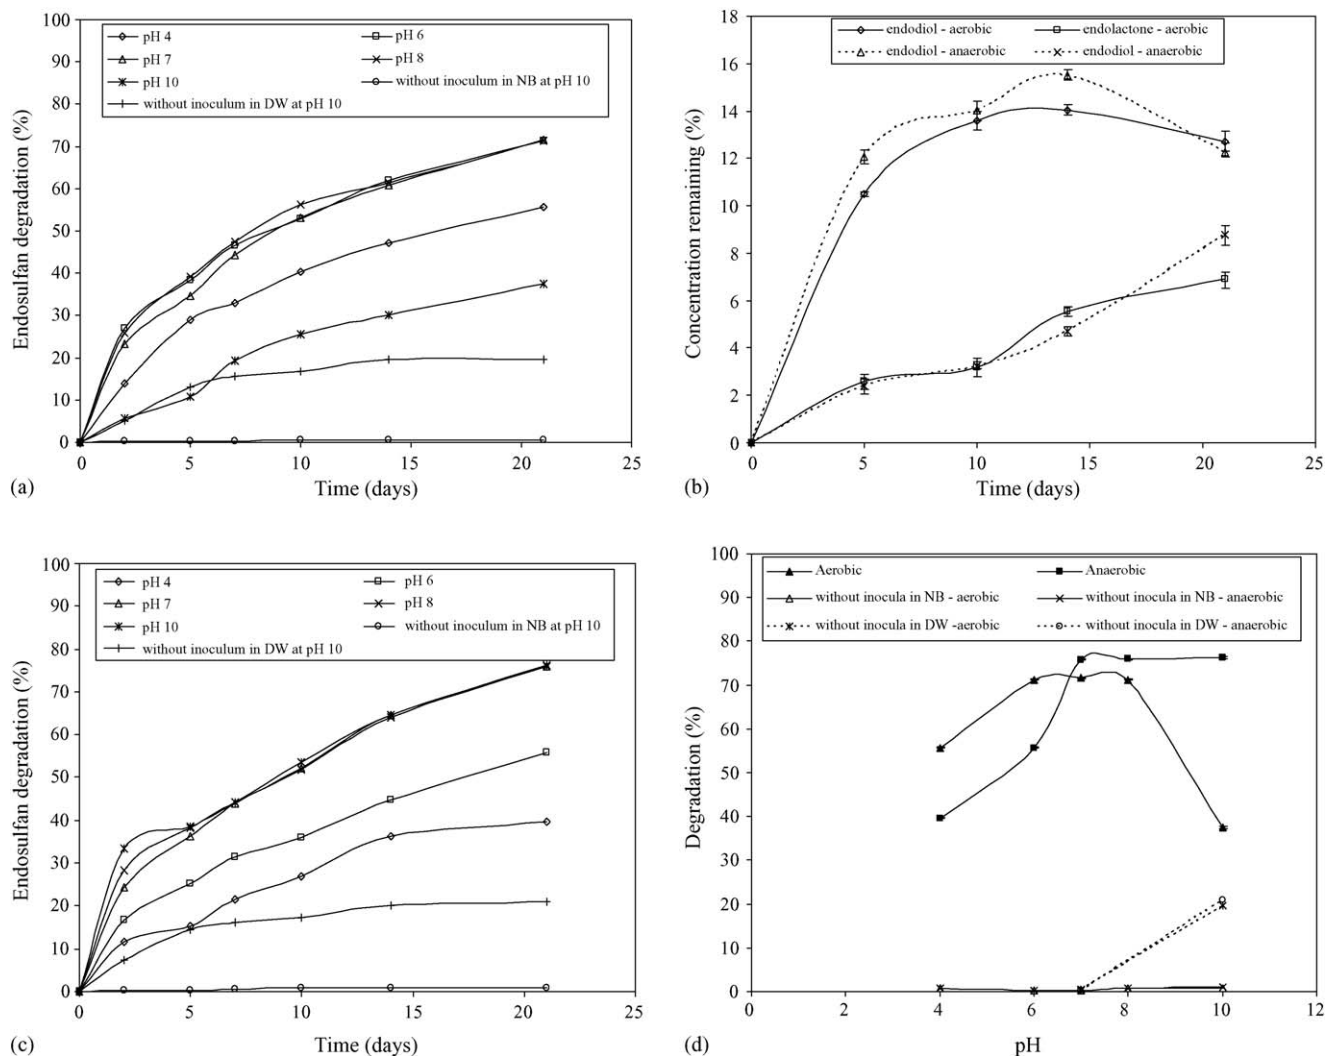 100
90
80
70
60
50
40
30
20
10
0
Endosulfan degradation (%)
pH 4
pH 6
pH 7
pH 8
pH 10
without inoculum in NB at pH 10
without inoculum in DW at pH 10
0 5 10 15 20 25
(a)
Time (days)
18
16
14
12
10
8
6
4
2
0
Concentration remaining (%)
endodiol - aerobic
endolactone - aerobic
endodiol - anaerobic
endodiol - anaerobic
0 5 10 15 20 25
(b)
Time (days)
100
90
80
70
60
50
40
30
20
10
0
Endosulfan degradation (%)
pH 4
pH 6
pH 7
pH 8
pH 10
without inoculum in NB at pH 10
without inoculum in DW at pH 10
0 5 10 15 20 25
(c)
Time (days)
100
90
80
70
60
50
40
30
20
10
0
Degradation (%)
Aerobic
Anaerobic
without inocula in NB - aerobic
without inocula in NB - anaerobic
without inocula in DW -aerobic
without inocula in DW - anaerobic
0 2 4 6 8 10 12
(d)
pH